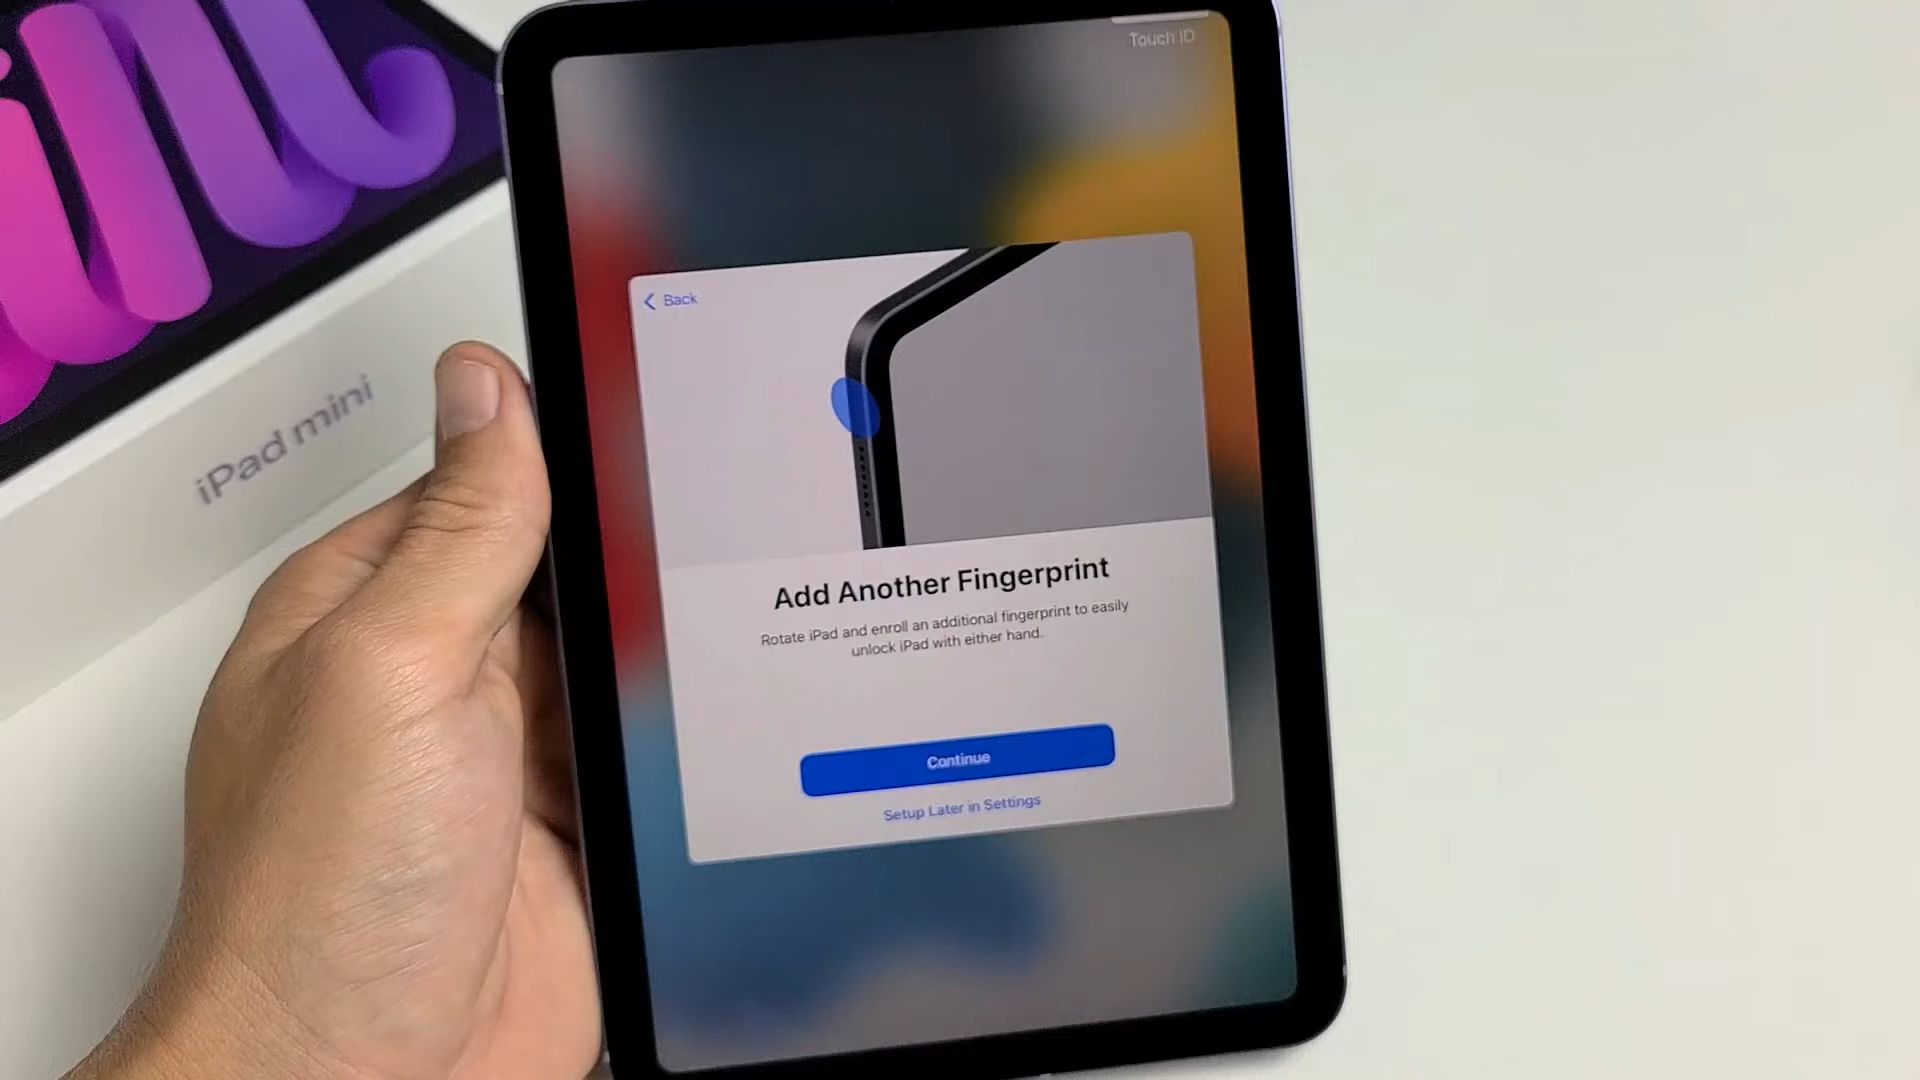 Touch ID
Back
iPad mini
Add Another Fingerprint
Rotate iPad and enroll an additional fingerprint to easily
unlock iPad with either hand.
Continue
Setup Later in Settings